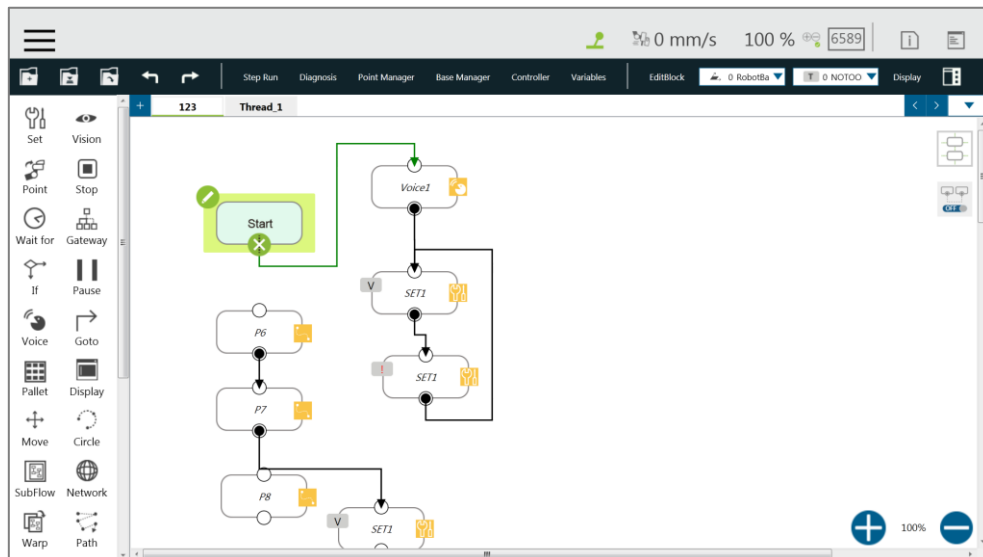 0 mm/s 100 % 6589
Step Run Diagnosis Point Manager Base Manager Controller Variables EditBlock 0 RobotBa T 0 NOTOO Display
+ 123 Thread_1
Set Vision
Point Stop
Wait for Gateway
If Pause
Voice Goto
Pallet Display
Move Circle
SubFlow Network
Warp Path
Voice1
Start
V
SET1
P6
!
SET1
P7
P8
V
SET1
OFF
100%